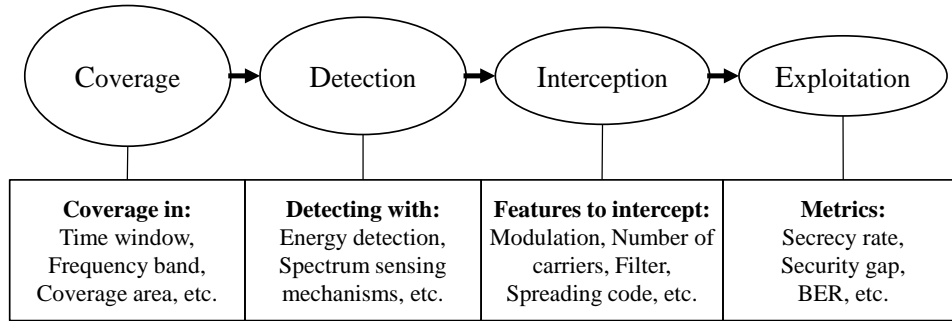 Coverage
Detection
Interception
Exploitation
Coverage in:
Time window,
Frequency band,
Coverage area, etc.
Detecting with:
Energy detection,
Spectrum sensing
mechanisms, etc.
Features to intercept:
Modulation, Number of
carriers, Filter,
Spreading code, etc.
Metrics:
Secrecy rate,
Security gap,
BER, etc.